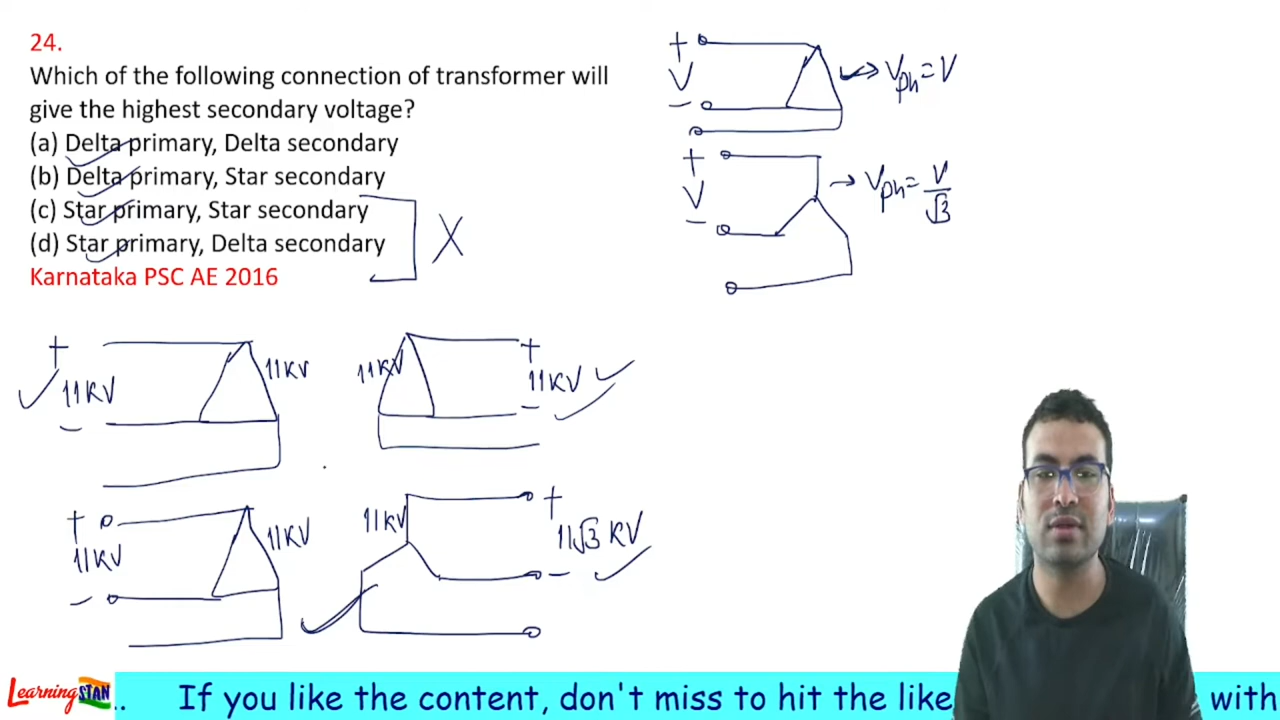 24.
Which of the following connection of transformer will
give the highest secondary voltage?
(a) Delta primary, Delta secondary
(b) Delta primary, Star secondary
(c) Star primary, Star secondary
(d) Star primary, Delta secondary
Karnataka PSC AE 2016
X
+
V
-
Vph = V
+
V
-
Vph = V/√3
+
11KV
-
11KV
11KV
+
11KV
-
+
11KV
-
11KV
11KV
+
11√3 KV
-
Learning STAN
.. If you like the content, don't miss to hit the like
with